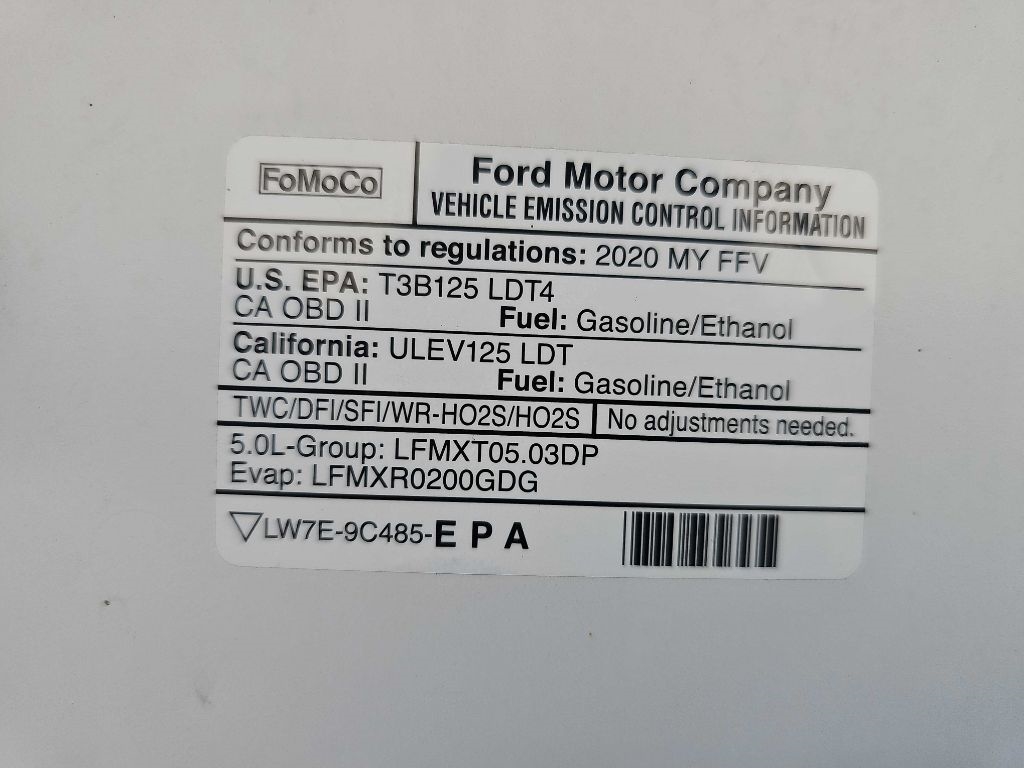 FoMoCo
Ford Motor Company
VEHICLE EMISSION CONTROL INFORMATION
Conforms to regulations: 2020 MY FFV
U.S. EPA: T3B125 LDT4
CA OBD II Fuel: Gasoline/Ethanol
California: ULEV125 LDT
CA OBD II Fuel: Gasoline/Ethanol
TWC/DFI/SFI/WR-HO2S/HO2S No adjustments needed.
5.0L-Group: LFMXT05.03DP
Evap: LFMXR0200GDG
▽LW7E-9C485-E P A